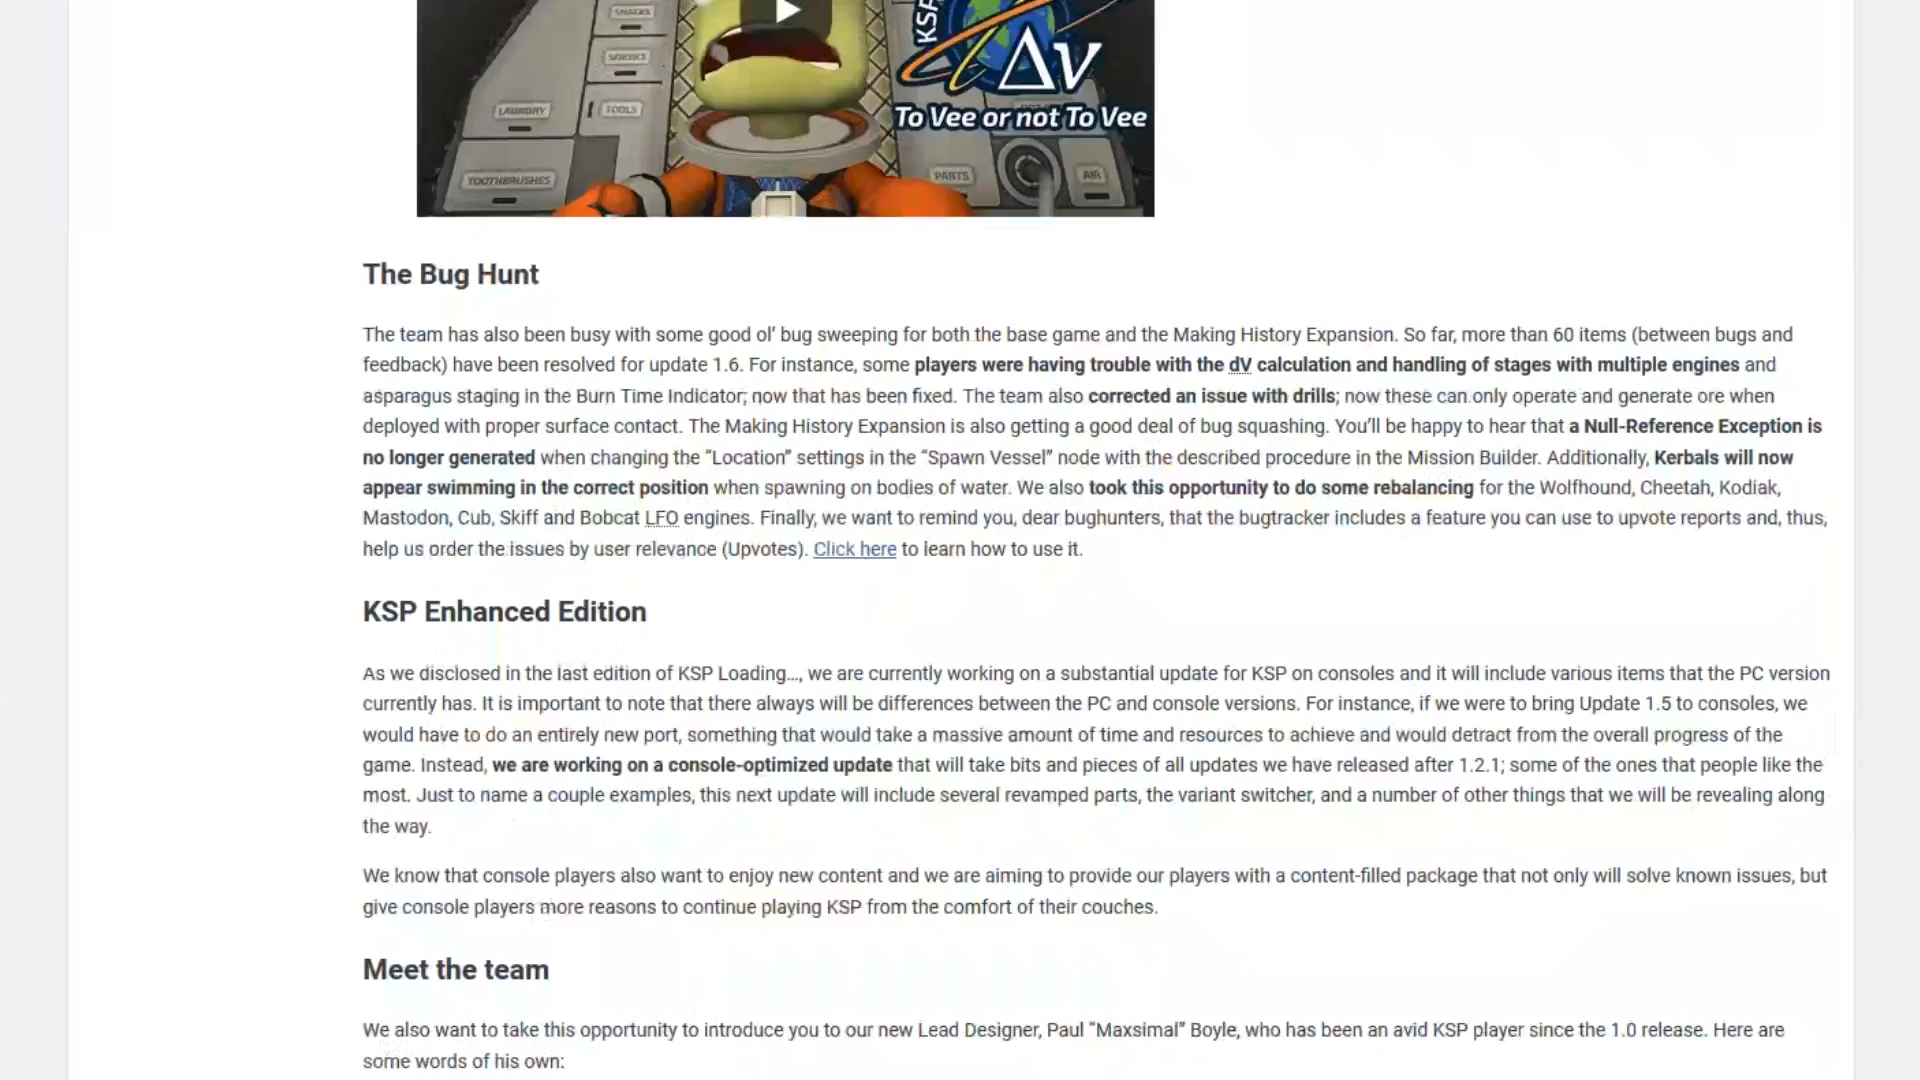 SNACKS
KSP
SCIENCE
Δv
LAUNDRY
TOOLS
To Vee or not To Vee
TOOTHBRUSHES
PARTS
AIR
The Bug Hunt
The team has also been busy with some good ol’ bug sweeping for both the base game and the Making History Expansion. So far, more than 60 items (between bugs and
feedback) have been resolved for update 1.6. For instance, some players were having trouble with the dV calculation and handling of stages with multiple engines and
asparagus staging in the Burn Time Indicator; now that has been fixed. The team also corrected an issue with drills; now these can only operate and generate ore when
deployed with proper surface contact. The Making History Expansion is also getting a good deal of bug squashing. You’ll be happy to hear that a Null-Reference Exception is
no longer generated when changing the “Location” settings in the “Spawn Vessel” node with the described procedure in the Mission Builder. Additionally, Kerbals will now
appear swimming in the correct position when spawning on bodies of water. We also took this opportunity to do some rebalancing for the Wolfhound, Cheetah, Kodiak,
Mastodon, Cub, Skiff and Bobcat LFO engines. Finally, we want to remind you, dear bughunters, that the bugtracker includes a feature you can use to upvote reports and, thus,
help us order the issues by user relevance (Upvotes). Click here to learn how to use it.
KSP Enhanced Edition
As we disclosed in the last edition of KSP Loading…, we are currently working on a substantial update for KSP on consoles and it will include various items that the PC version
currently has. It is important to note that there always will be differences between the PC and console versions. For instance, if we were to bring Update 1.5 to consoles, we
would have to do an entirely new port, something that would take a massive amount of time and resources to achieve and would detract from the overall progress of the
game. Instead, we are working on a console-optimized update that will take bits and pieces of all updates we have released after 1.2.1; some of the ones that people like the
most. Just to name a couple examples, this next update will include several revamped parts, the variant switcher, and a number of other things that we will be revealing along
the way.
We know that console players also want to enjoy new content and we are aiming to provide our players with a content-filled package that not only will solve known issues, but
give console players more reasons to continue playing KSP from the comfort of their couches.
Meet the team
We also want to take this opportunity to introduce you to our new Lead Designer, Paul “Maxsimal” Boyle, who has been an avid KSP player since the 1.0 release. Here are
some words of his own: